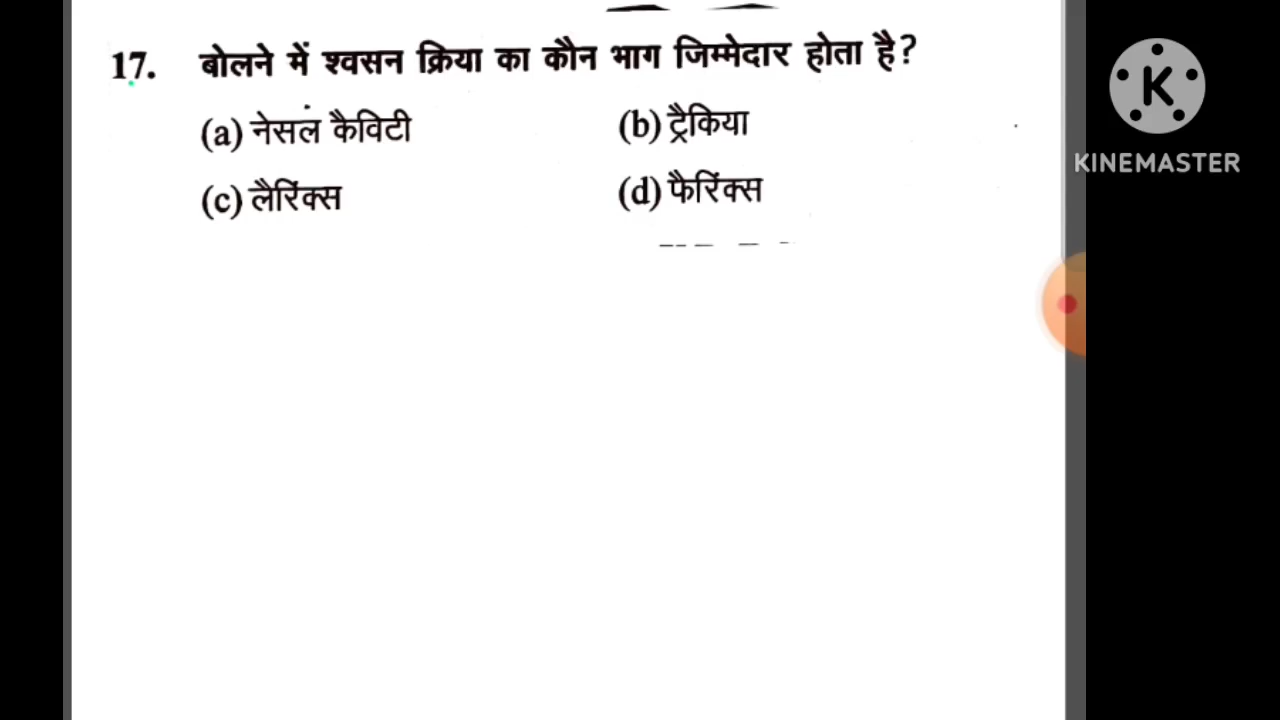 17. बोलने में श्वसन क्रिया का कौन भाग जिम्मेदार होता है?
(a) नेसल कैविटी (b) ट्रैकिया
(c) लैरिंक्स (d) फैरिंक्स
K
KINEMASTER